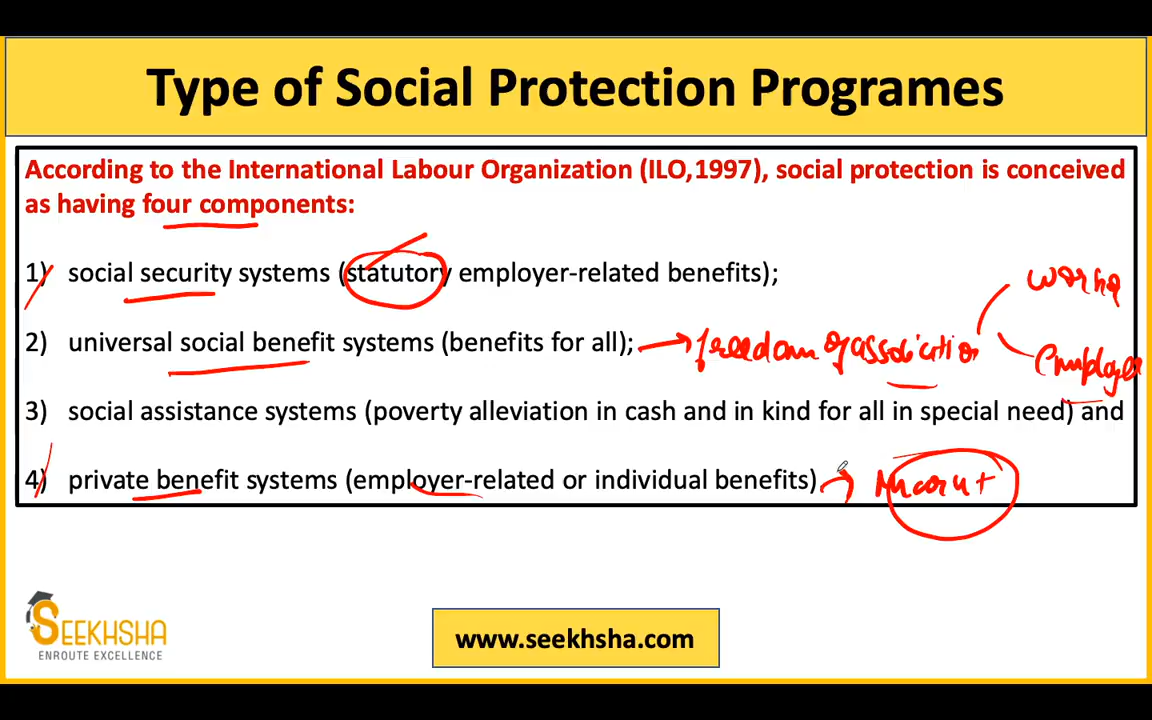 Type of Social Protection Programes
According to the International Labour Organization (ILO,1997), social protection is conceived
as having four components:
1) social security systems (statutory employer-related benefits);
worker
2) universal social benefit systems (benefits for all); freedom of association
employer
3) social assistance systems (poverty alleviation in cash and in kind for all in special need) and
4) private benefit systems (employer-related or individual benefits)
SEEKHSHA
ENROUTE EXCELLENCE
www.seekhsha.com